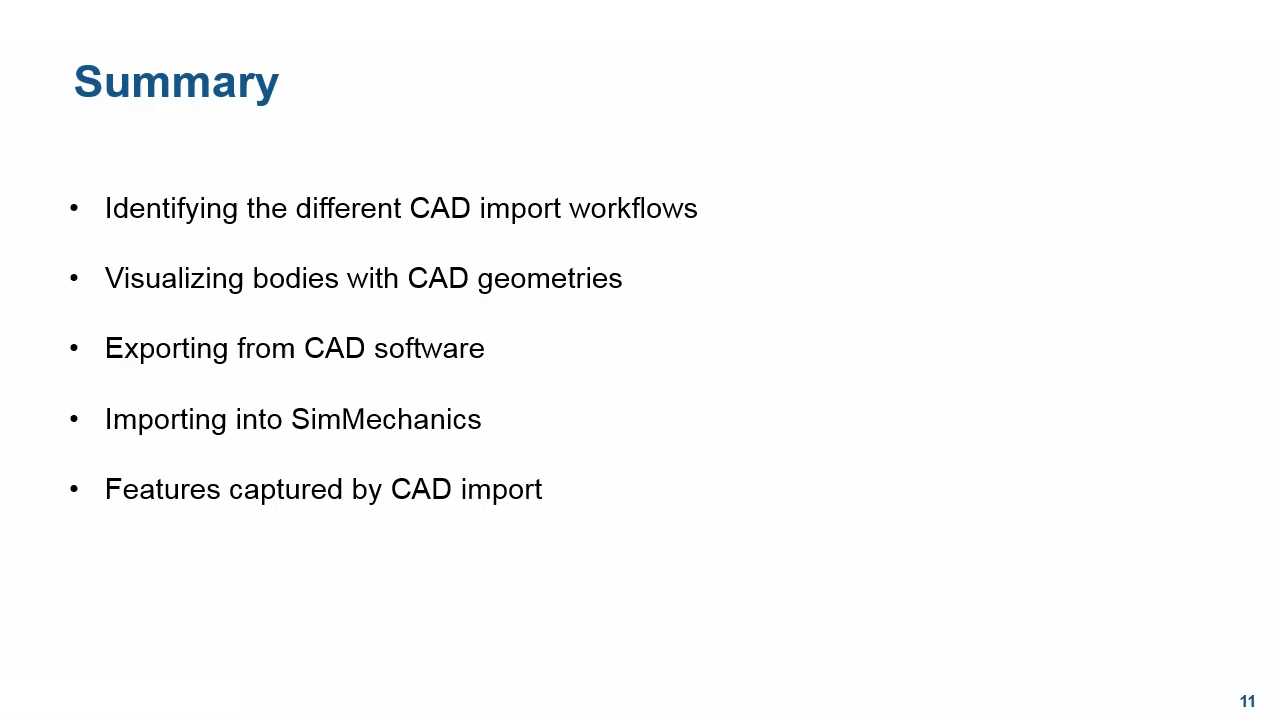 Summary
• Identifying the different CAD import workflows
• Visualizing bodies with CAD geometries
• Exporting from CAD software
• Importing into SimMechanics
• Features captured by CAD import
11